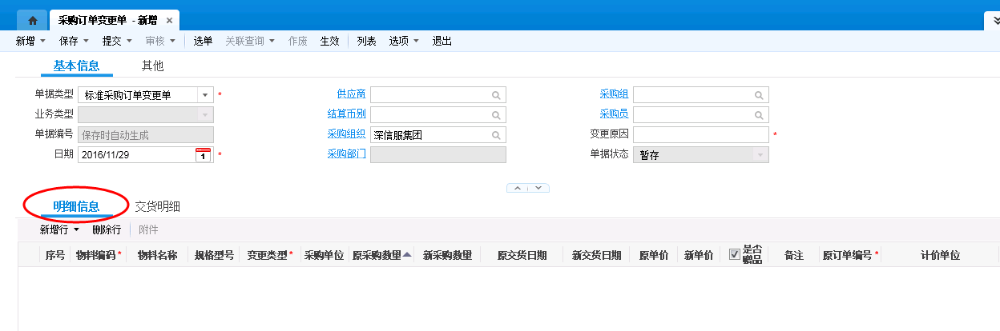 采购订单变更单 - 新增 ×
新增 保存 提交 审核 选单 关联查询 作废 生效 列表 选项 退出
基本信息 其他
单据类型 标准采购订单变更单 * 供应商 采购组
业务类型 结算币别 采购员
单据编号 保存时自动生成 采购组织 深信服集团 变更原因 *
日期 2016/11/29 1 * 采购部门 单据状态 暂存
明细信息 交货明细
新增行 删除行 附件
序号 物料编码* 物料名称 规格型号 变更类型* 采购单位 原采购数量 新采购数量 原交货日期 新交货日期 原单价 新单价 是否赠品 备注 原订单编号* 计价单位